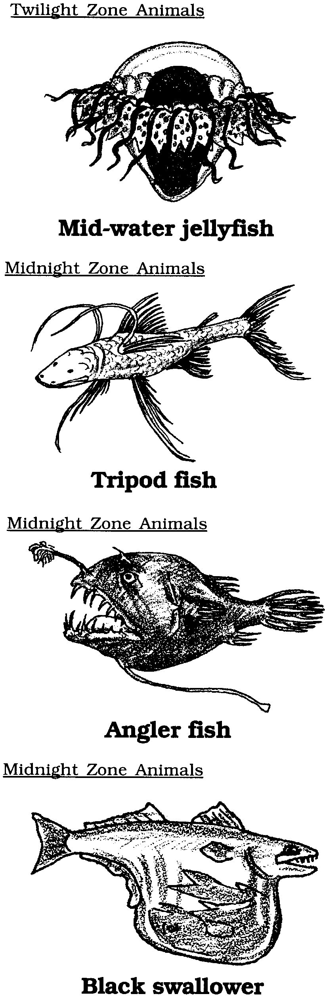 Twilight Zone Animals
Mid-water jellyfish
Midnight Zone Animals
Tripod fish
Midnight Zone Animals
Angler fish
Midnight Zone Animals
Black swallower